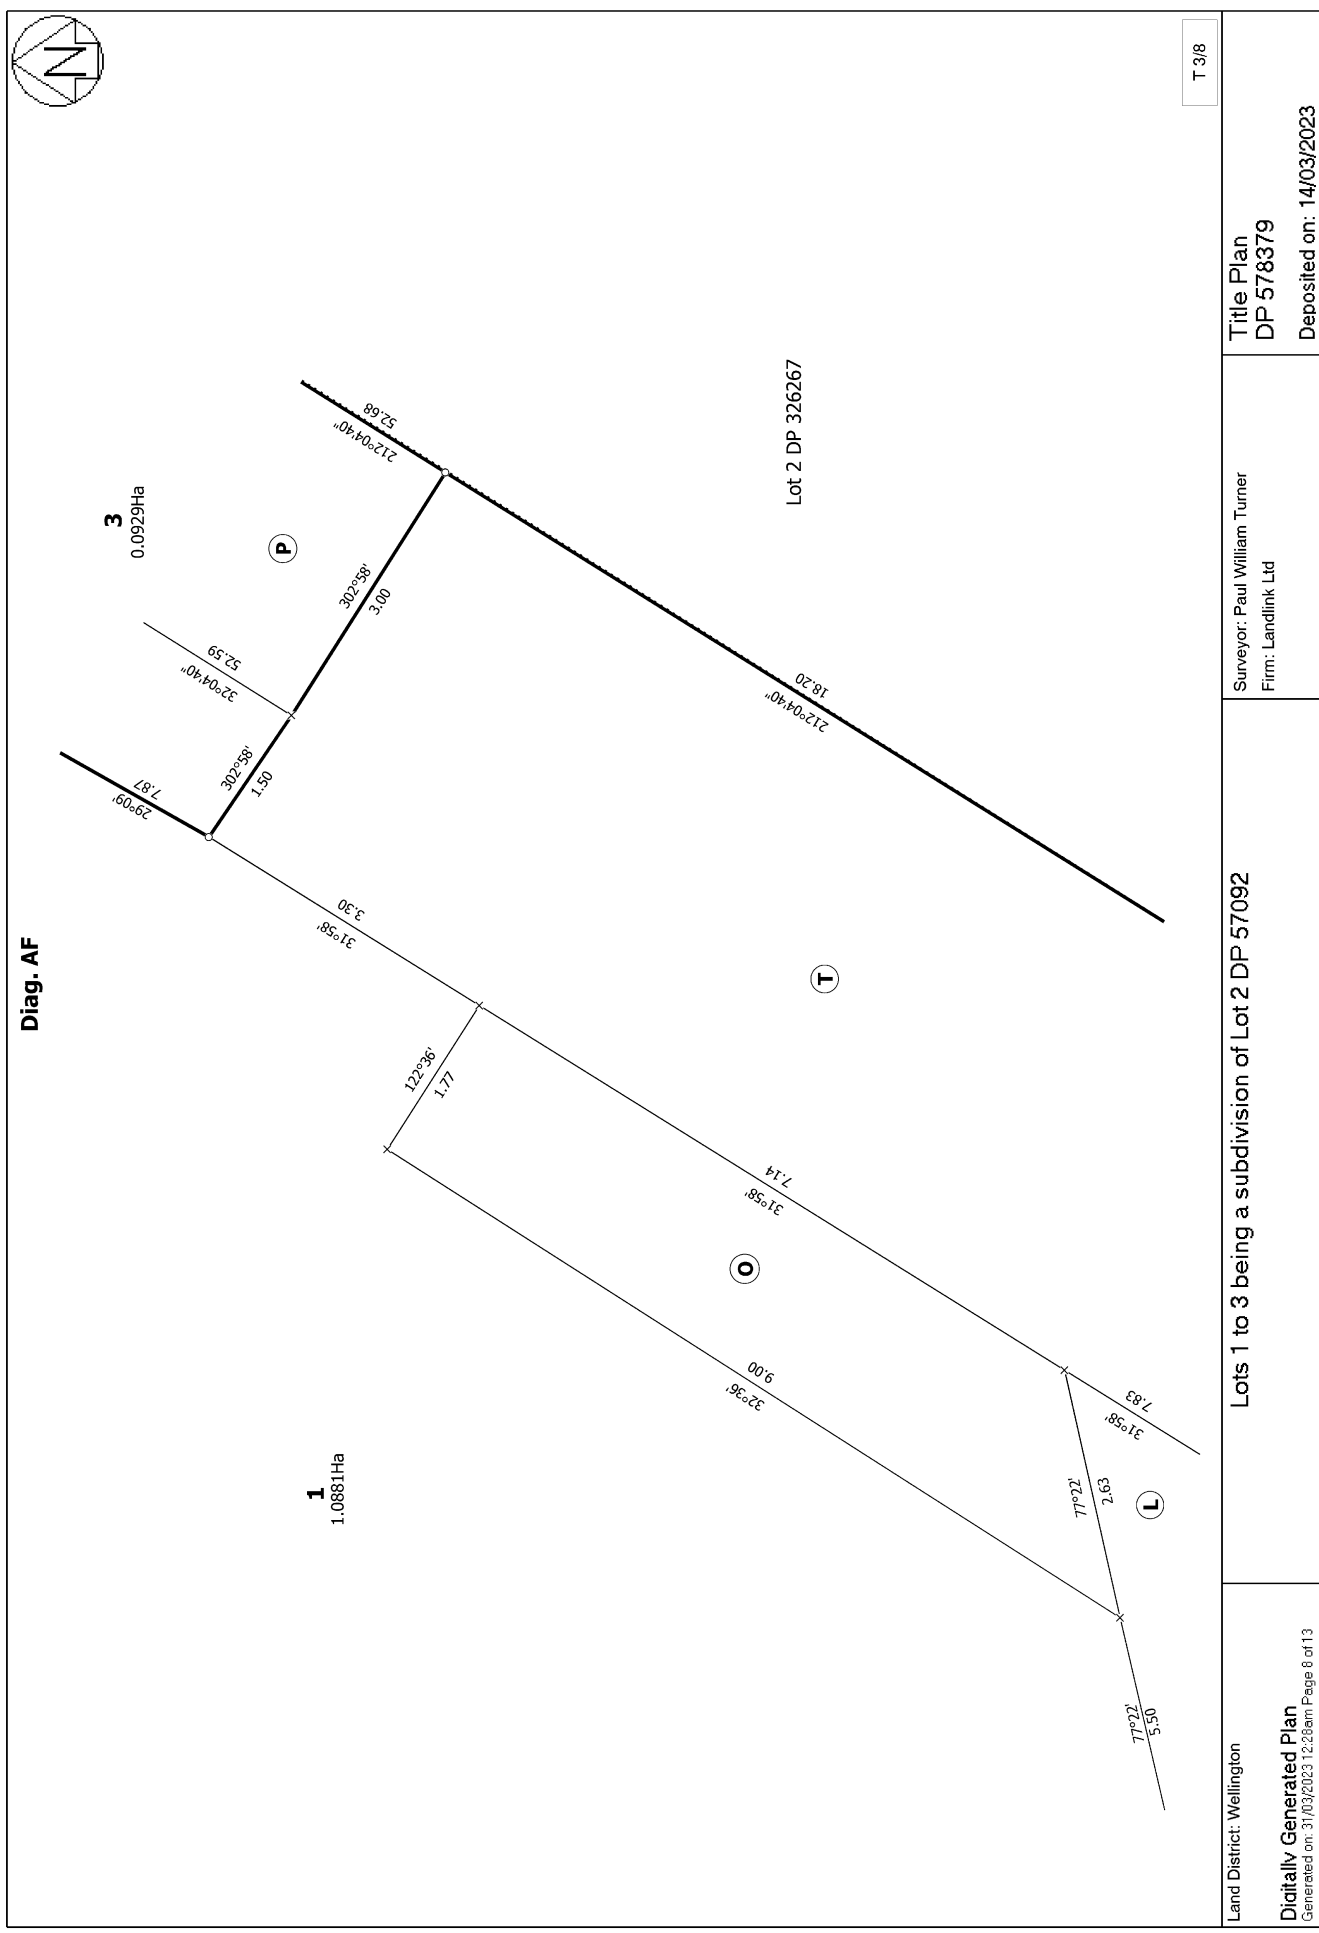 Diag. AF
N
3
0.0929Ha
P
29°09'
7.87
32°04'40"
52.59
212°04'40"
52.68
302°58'
1.50
302°58'
3.00
31°58'
3.30
122°36'
1.77
1
1.0881Ha
32°36'
9.00
O
31°58'
7.14
T
212°04'40"
18.20
Lot 2 DP 326267
77°22'
5.50
77°22'
2.63
L
31°58'
7.83
T 3/8
Land District: Wellington
Digitally Generated Plan
Generated on: 31/03/2023 12:28am Page 8 of 13
Lots 1 to 3 being a subdivision of Lot 2 DP 57092
Surveyor: Paul William Turner
Firm: Landlink Ltd
Title Plan
DP 578379
Deposited on: 14/03/2023